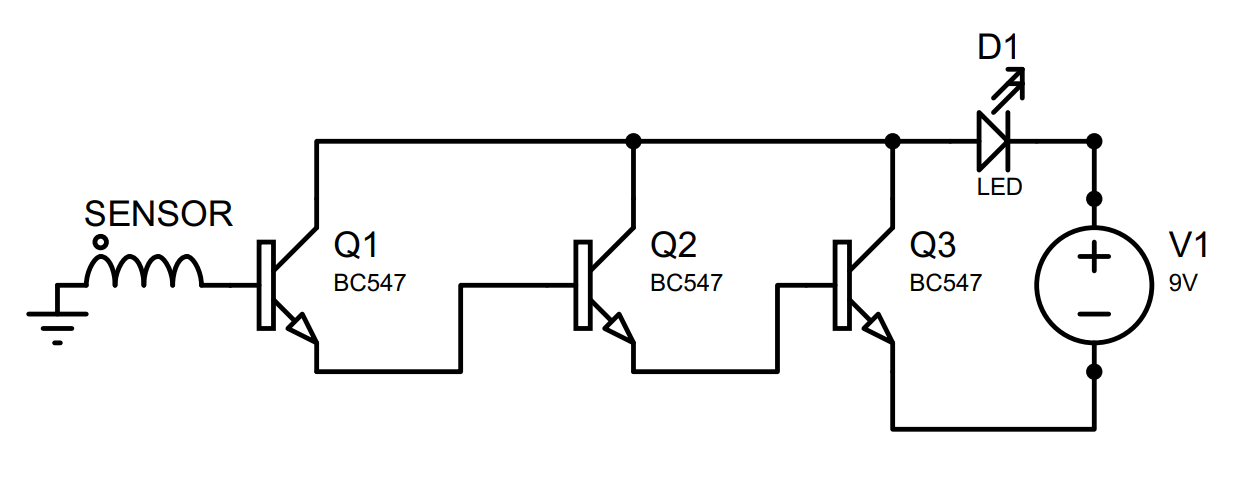 D1
LED
SENSOR
Q1
BC547
Q2
BC547
Q3
BC547
V1
9V